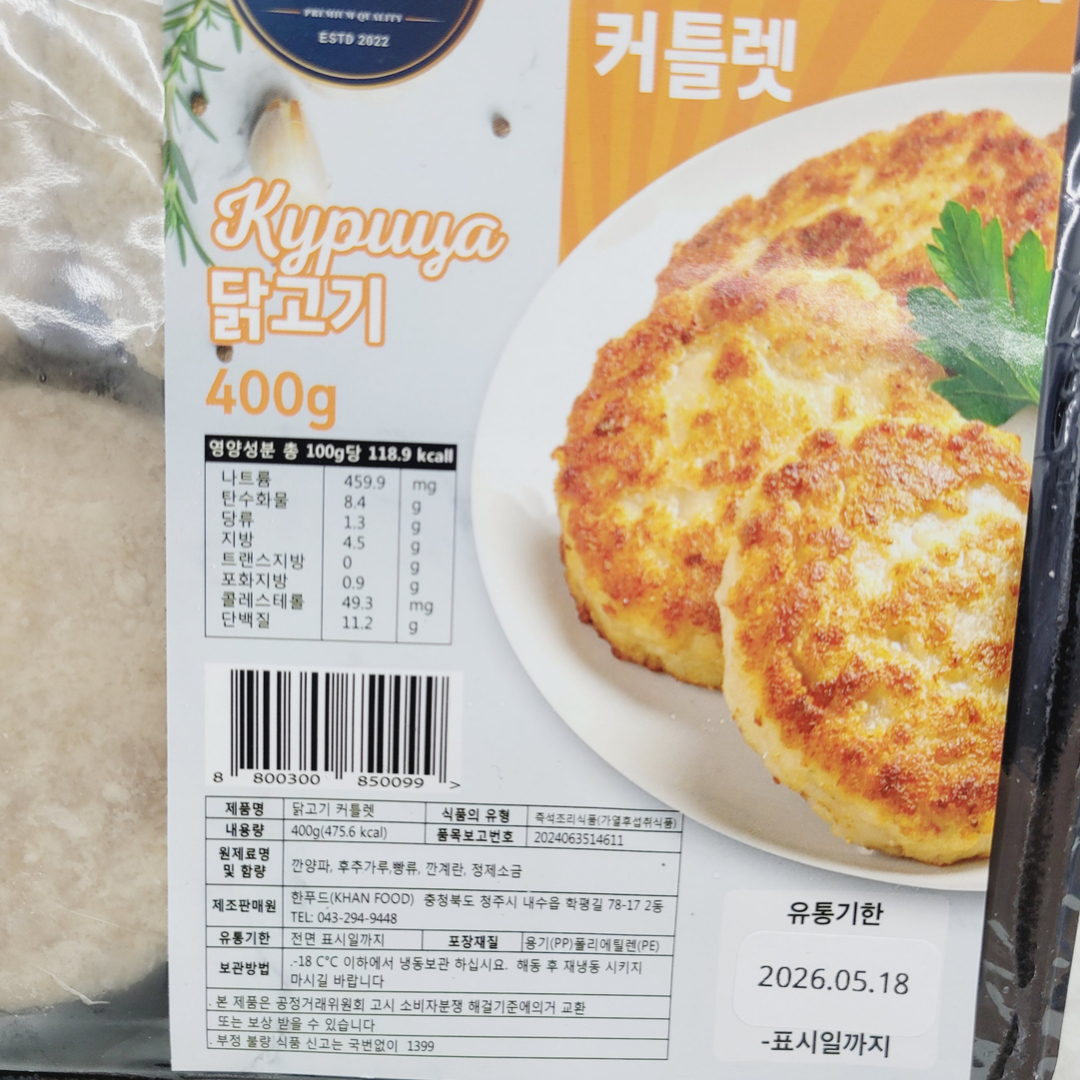 PREMIUM QUALITY
ESTD 2022
커틀렛
Курица
닭고기
400g
영양성분 총 100g당 118.9 kcall
나트륨 459.9 mg
탄수화물 8.4 g
당류 1.3 g
지방 4.5 g
트랜스지방 0 g
포화지방 0.9 g
콜레스테롤 49.3 mg
단백질 11.2 g
8 800300 850099 >
제품명 닭고기 커틀렛 식품의 유형 즉석조리식품(가열후섭취식품)
내용량 400g(475.6 kcal) 품목보고번호 2024063514611
원제료명 및 함량 깐양파, 후추가루,빵류, 깐계란, 정제소금
제조판매원 한푸드(KHAN FOOD) 충청북도 청주시 내수읍 학평길 78-17 2동
TEL: 043-294-9448
유통기한 전면 표시일까지 포장재질 용기(PP)폴리에틸렌(PE)
보관방법 .-18 C°C 이하에서 냉동보관 하십시요. 해동 후 재냉동 시키지
마시길 바랍니다
. 본 제품은 공정거래위원회 고시 소비자분쟁 해걸기준에의거 교환
또는 보상 받을 수 있습니다
. 부정 불량 식품 신고는 국번없이 1399
유통기한
2026.05.18
-표시일까지